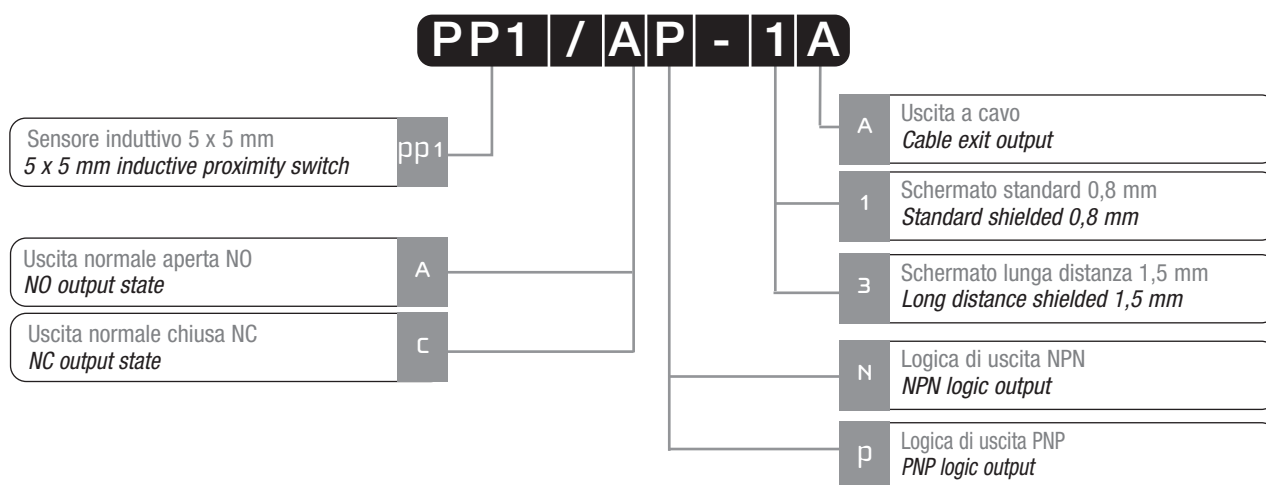 PP1/AP-1A
Sensore induttivo 5 x 5 mm
5 x 5 mm inductive proximity switch
pp1
Uscita normale aperta NO
NO output state
A
Uscita normale chiusa NC
NC output state
C
A
Uscita a cavo
Cable exit output
1
Schermato standard 0,8 mm
Standard shielded 0,8 mm
3
Schermato lunga distanza 1,5 mm
Long distance shielded 1,5 mm
N
Logica di uscita NPN
NPN logic output
p
Logica di uscita PNP
PNP logic output